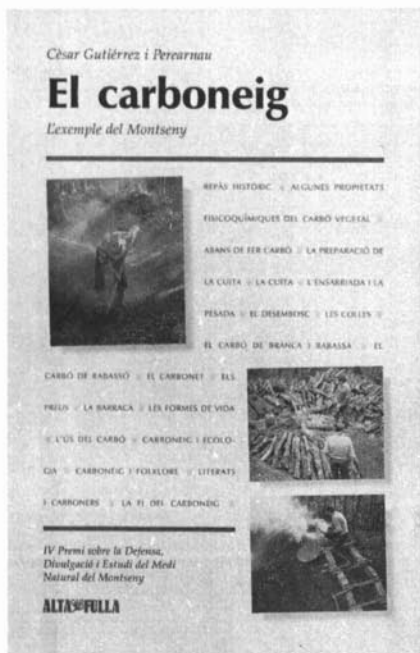 Cèsar Gutiérrez i Perearnau
El carboneig
L'exemple del Montseny
REPÀS HISTÒRIC ALGUNES PROPIETATS
FISICOQUÍMIQUES DEL CARBÓ VEGETAL
ABANS DE FER CARBÓ LA PREPARACIÓ DE
LA CUITA LA CUITA L'ENSARRIADA I LA
PESADA EL DESEMBOSC LES COLLES
EL CARBÓ DE BRANCA I RABASSA EL
CARBÓ DE RABASSÓ EL CARBONET ELS
PREUS LA BARRACA LES FORMES DE VIDA
L'ÚS DEL CARBÓ CARBONEIG I ECOLO-
GIA CARBONEIG I FOLKLORE LITERATS
I CARBONERS LA FI DEL CARBONEIG
IV Premi sobre la Defensa,
Divulgació i Estudi del Medi
Natural del Montseny
ALTA FULLA